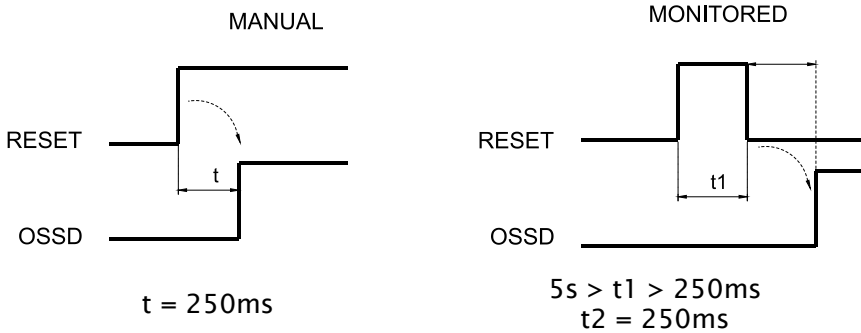 MANUAL
RESET
t
OSSD
t = 250ms
MONITORED
RESET
t1
OSSD
5s > t1 > 250ms
t2 = 250ms